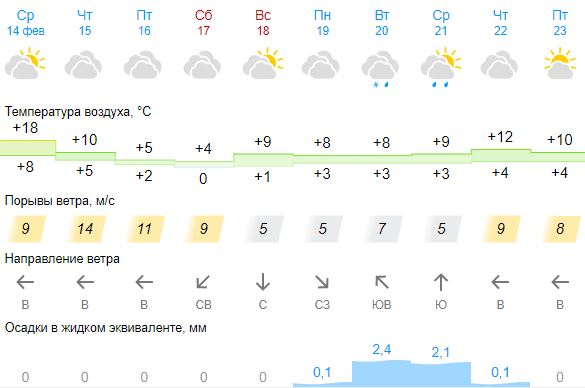 Ср Чт Пт Сб Вс Пн Вт Ср Чт Пт
14 фев 15 16 17 18 19 20 21 22 23
Температура воздуха, °C
+18 +10 +5 +4 +9 +8 +8 +9 +12 +10
+8 +5 +2 0 +1 +3 +3 +3 +4 +4
Порывы ветра, м/с
9 14 11 9 5 5 7 5 9 8
Направление ветра
В В В СВ С СЗ ЮВ Ю В В
Осадки в жидком эквиваленте, мм
0 0 0 0 0 0,1 2,4 2,1 0,1 0